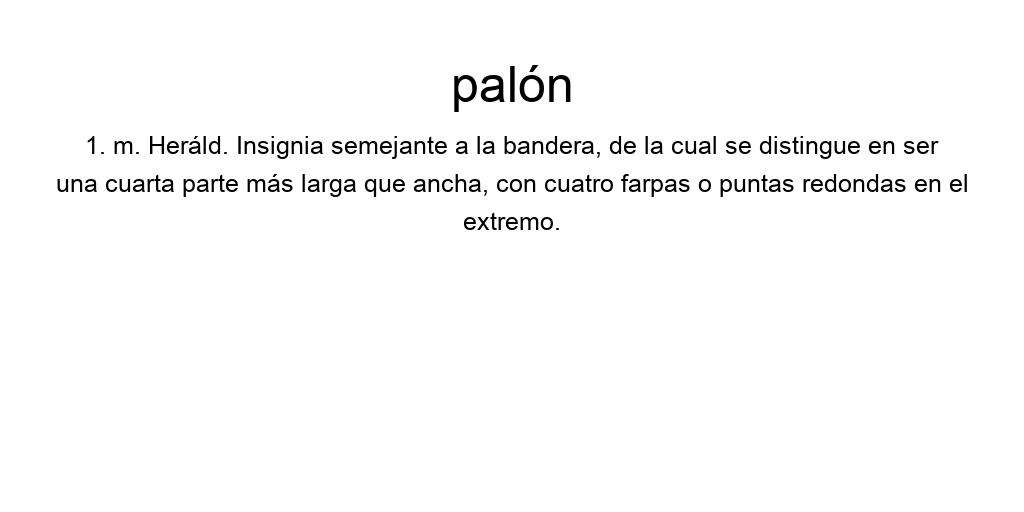 palón
1. m. Heráld. Insignia semejante a la bandera, de la cual se distingue en ser
una cuarta parte más larga que ancha, con cuatro farpas o puntas redondas en el
extremo.